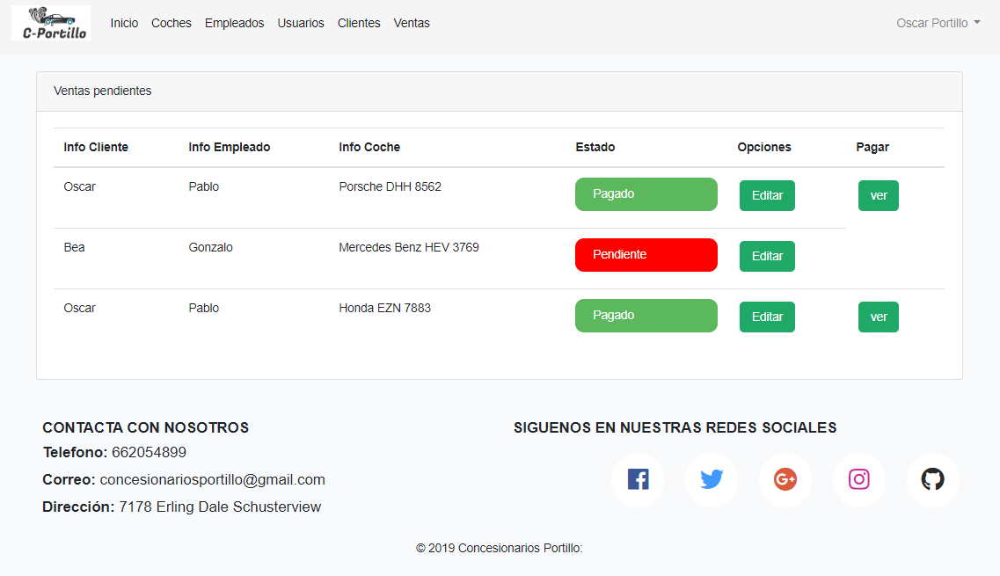 C-Portillo Inicio Coches Empleados Usuarios Clientes Ventas Oscar Portillo
Ventas pendientes
Info Cliente Info Empleado Info Coche Estado Opciones Pagar
Oscar Pablo Porsche DHH 8562 Pagado Editar ver
Bea Gonzalo Mercedes Benz HEV 3769 Pendiente Editar
Oscar Pablo Honda EZN 7883 Pagado Editar ver
CONTACTA CON NOSOTROS
Telefono: 662054899
Correo: concesionariosportillo@gmail.com
Dirección: 7178 Erling Dale Schusterview
SIGUENOS EN NUESTRAS REDES SOCIALES
G+
© 2019 Concesionarios Portillo: